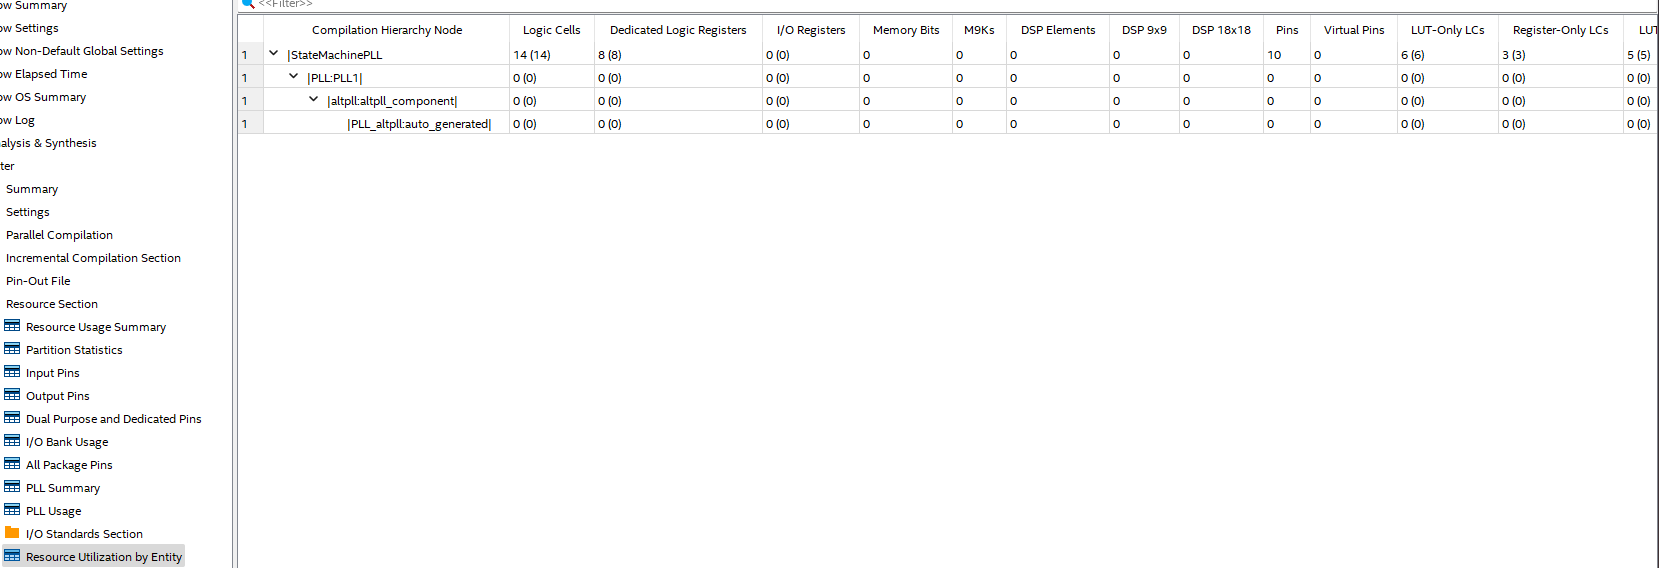 ow Summary
ow Settings
ow Non-Default Global Settings
ow Elapsed Time
ow OS Summary
ow Log
alysis & Synthesis
ter
Summary
Settings
Parallel Compilation
Incremental Compilation Section
Pin-Out File
Resource Section
Resource Usage Summary
Partition Statistics
Input Pins
Output Pins
Dual Purpose and Dedicated Pins
I/O Bank Usage
All Package Pins
PLL Summary
PLL Usage
I/O Standards Section
Resource Utilization by Entity
<<Filter>>
Compilation Hierarchy Node Logic Cells Dedicated Logic Registers I/O Registers Memory Bits M9Ks DSP Elements DSP 9x9 DSP 18x18 Pins Virtual Pins LUT-Only LCs Register-Only LCs LUT
1 |StateMachinePLL 14 (14) 8 (8) 0 (0) 0 0 0 0 0 10 0 6 (6) 3 (3) 5 (5)
1 |PLL:PLL1| 0 (0) 0 (0) 0 (0) 0 0 0 0 0 0 0 0 (0) 0 (0) 0 (0)
1 |altpll:altpll_component| 0 (0) 0 (0) 0 (0) 0 0 0 0 0 0 0 0 (0) 0 (0) 0 (0)
1 |PLL_altpll:auto_generated| 0 (0) 0 (0) 0 (0) 0 0 0 0 0 0 0 0 (0) 0 (0) 0 (0)